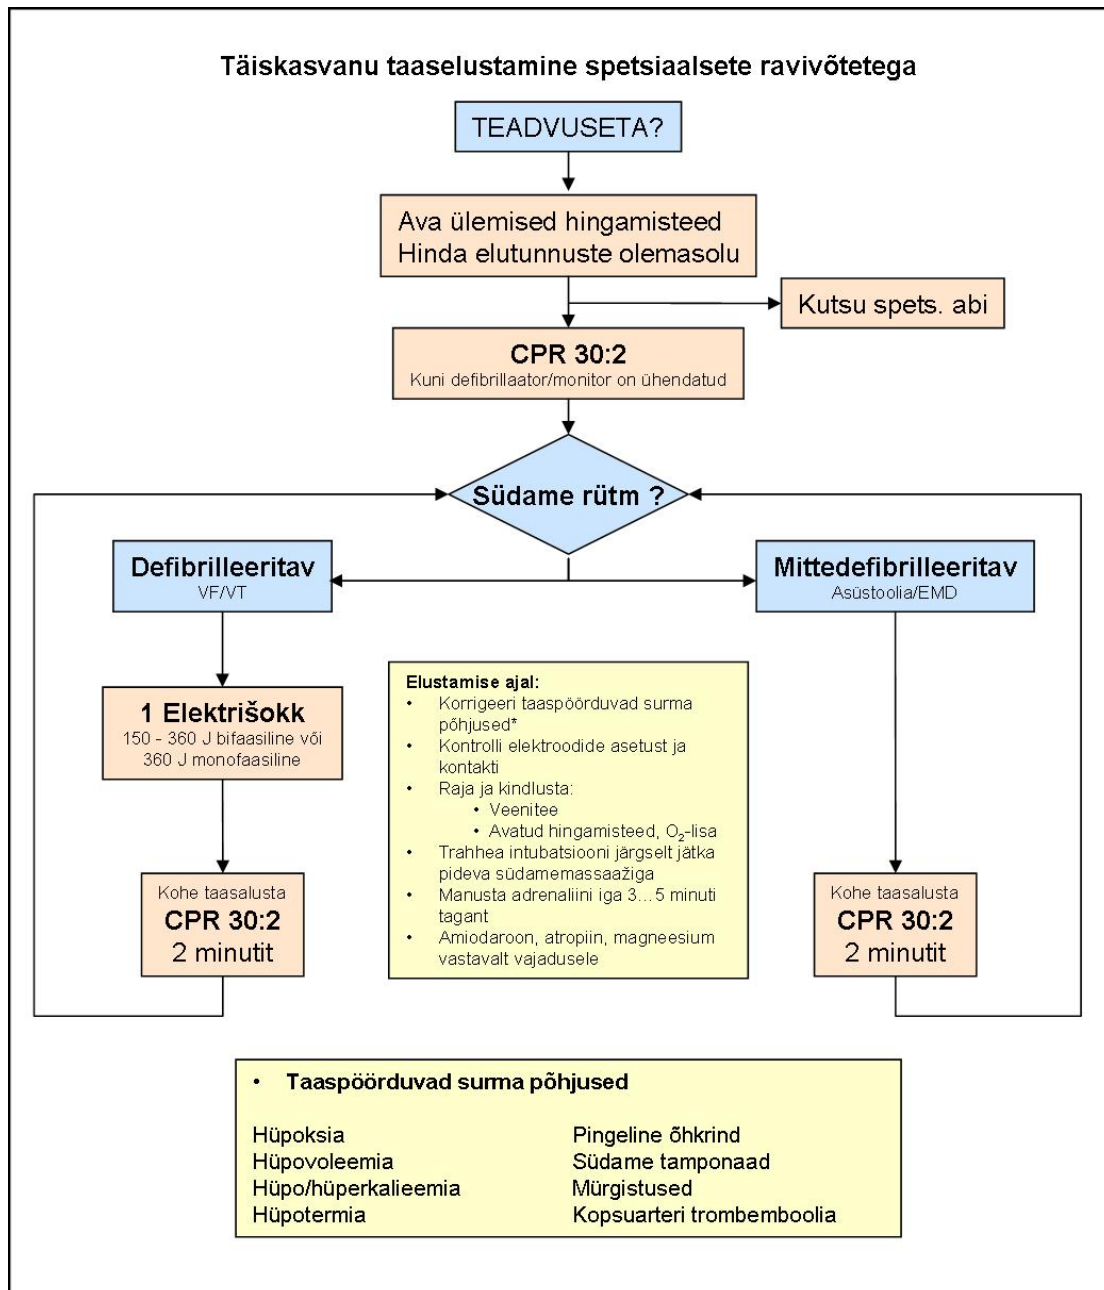 Täiskasvanu taaselustamine spetsiaalsete ravivõtetega
TEADVUSETA?
Ava ülemised hingamisteed
Hinda elutunnuste olemasolu
Kutsu spets. abi
CPR 30:2
Kuni defibrillaator/monitor on ühendatud
Südame rütm ?
Defibrilleeritav
VF/VT
Mittedefibrilleeritav
Asüstoolia/EMD
1 Elektrišokk
150 - 360 J bifaasiline või
360 J monofaasiline
Elustamise ajal:
• Korrigeeri taaspöörduvad surma
põhjused*
• Kontrolli elektroodide asetust ja
kontakti
• Raja ja kindlusta:
• Veenitee
• Avatud hingamisteed, O₂-lisa
• Trahhea intubatsiooni järgselt jätka
pideva südamemassaažiga
• Manusta adrenaliini iga 3…5 minuti
tagant
• Amiodaroon, atropiin, magneesium
vastavalt vajadusele
Kohe taasalusta
CPR 30:2
2 minutit
Kohe taasalusta
CPR 30:2
2 minutit
• Taaspöörduvad surma põhjused
Hüpoksia
Hüpovoleemia
Hüpo/hüperkalieemia
Hüpotermia
Pingeline õhkrind
Südame tamponaad
Mürgistused
Kopsuarteri trombemboolia